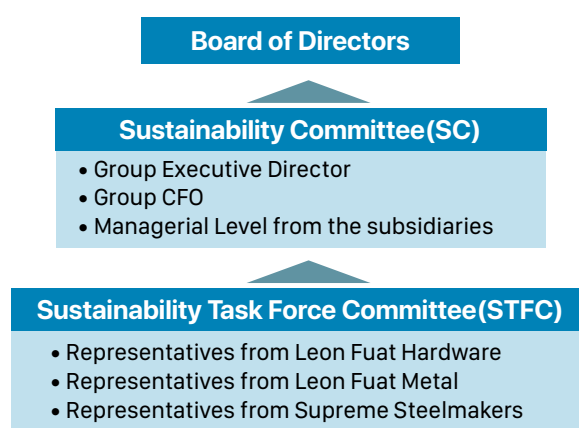 Board of Directors
Sustainability Committee(SC)
• Group Executive Director
• Group CFO
• Managerial Level from the subsidiaries
Sustainability Task Force Committee(STFC)
• Representatives from Leon Fuat Hardware
• Representatives from Leon Fuat Metal
• Representatives from Supreme Steelmakers